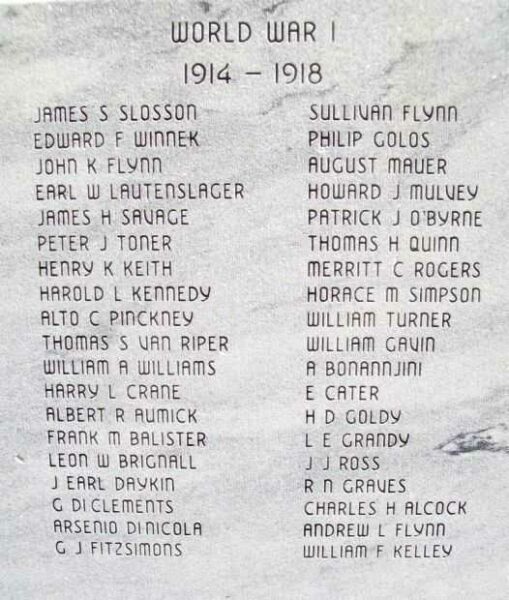 WORLD WAR I
1914 - 1918
JAMES S SLOSSON
EDWARD F WINNEK
JOHN K FLYNN
EARL W LAUTENSLAGER
JAMES H SAVAGE
PETER J TONER
HENRY K KEITH
HAROLD L KENNEDY
ALTO C PINCKNEY
THOMAS S VAN RIPER
WILLIAM A WILLIAMS
HARRY L CRANE
ALBERT R AUMICK
FRANK M BALISTER
LEON W BRIGNALL
J EARL DAYKIN
G DI CLEMENTS
ARSENIO DI-NICOLA
G J FITZSIMONS
SULLIVAN FLYNN
PHILIP GOLOS
AUGUST MAUER
HOWARD J MULVEY
PATRICK J O'BYRNE
THOMAS H QUINN
MERRITT C ROGERS
HORACE M SIMPSON
WILLIAM TURNER
WILLIAM GAVIN
A BONANNJINI
E CATER
H D GOLDY
L E GRANDY
J J ROSS
R N GRAVES
CHARLES H ALCOCK
ANDREW L FLYNN
WILLIAM F KELLEY